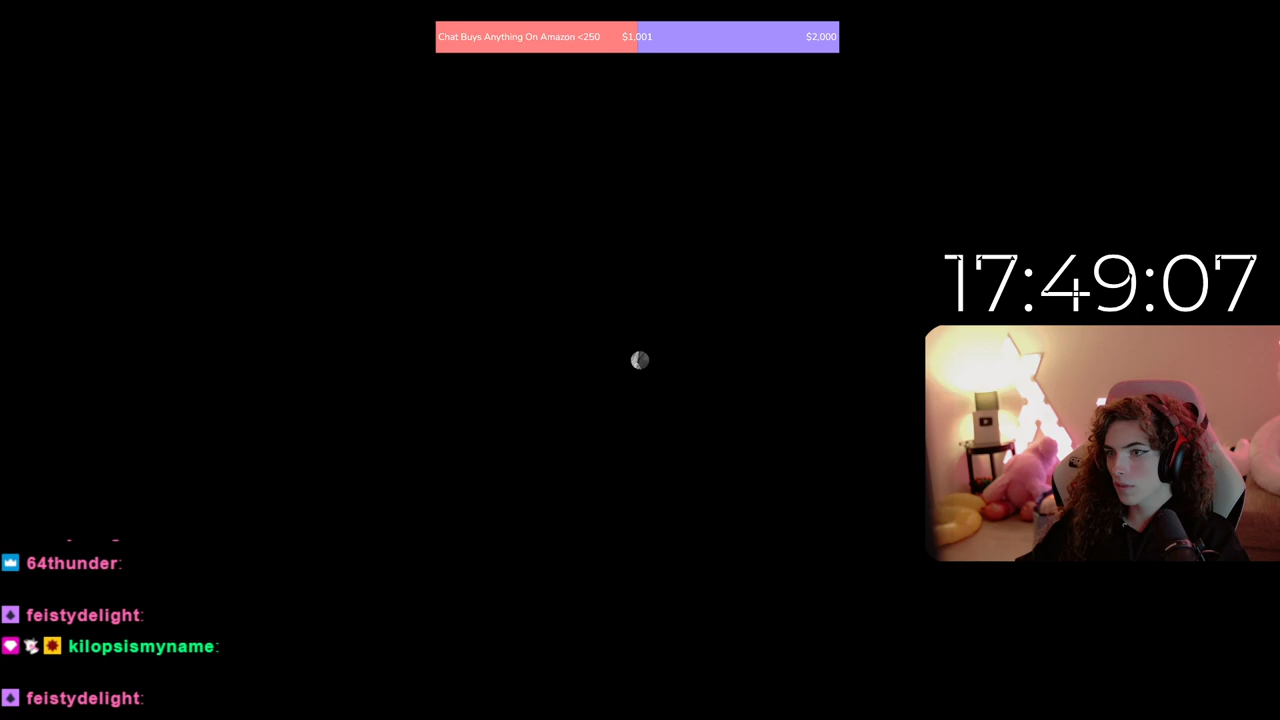 Chat Buys Anything On Amazon <250 $1,001 $2,000
17:49:07
64thunder:
feistydelight:
kilopsismyname:
feistydelight: